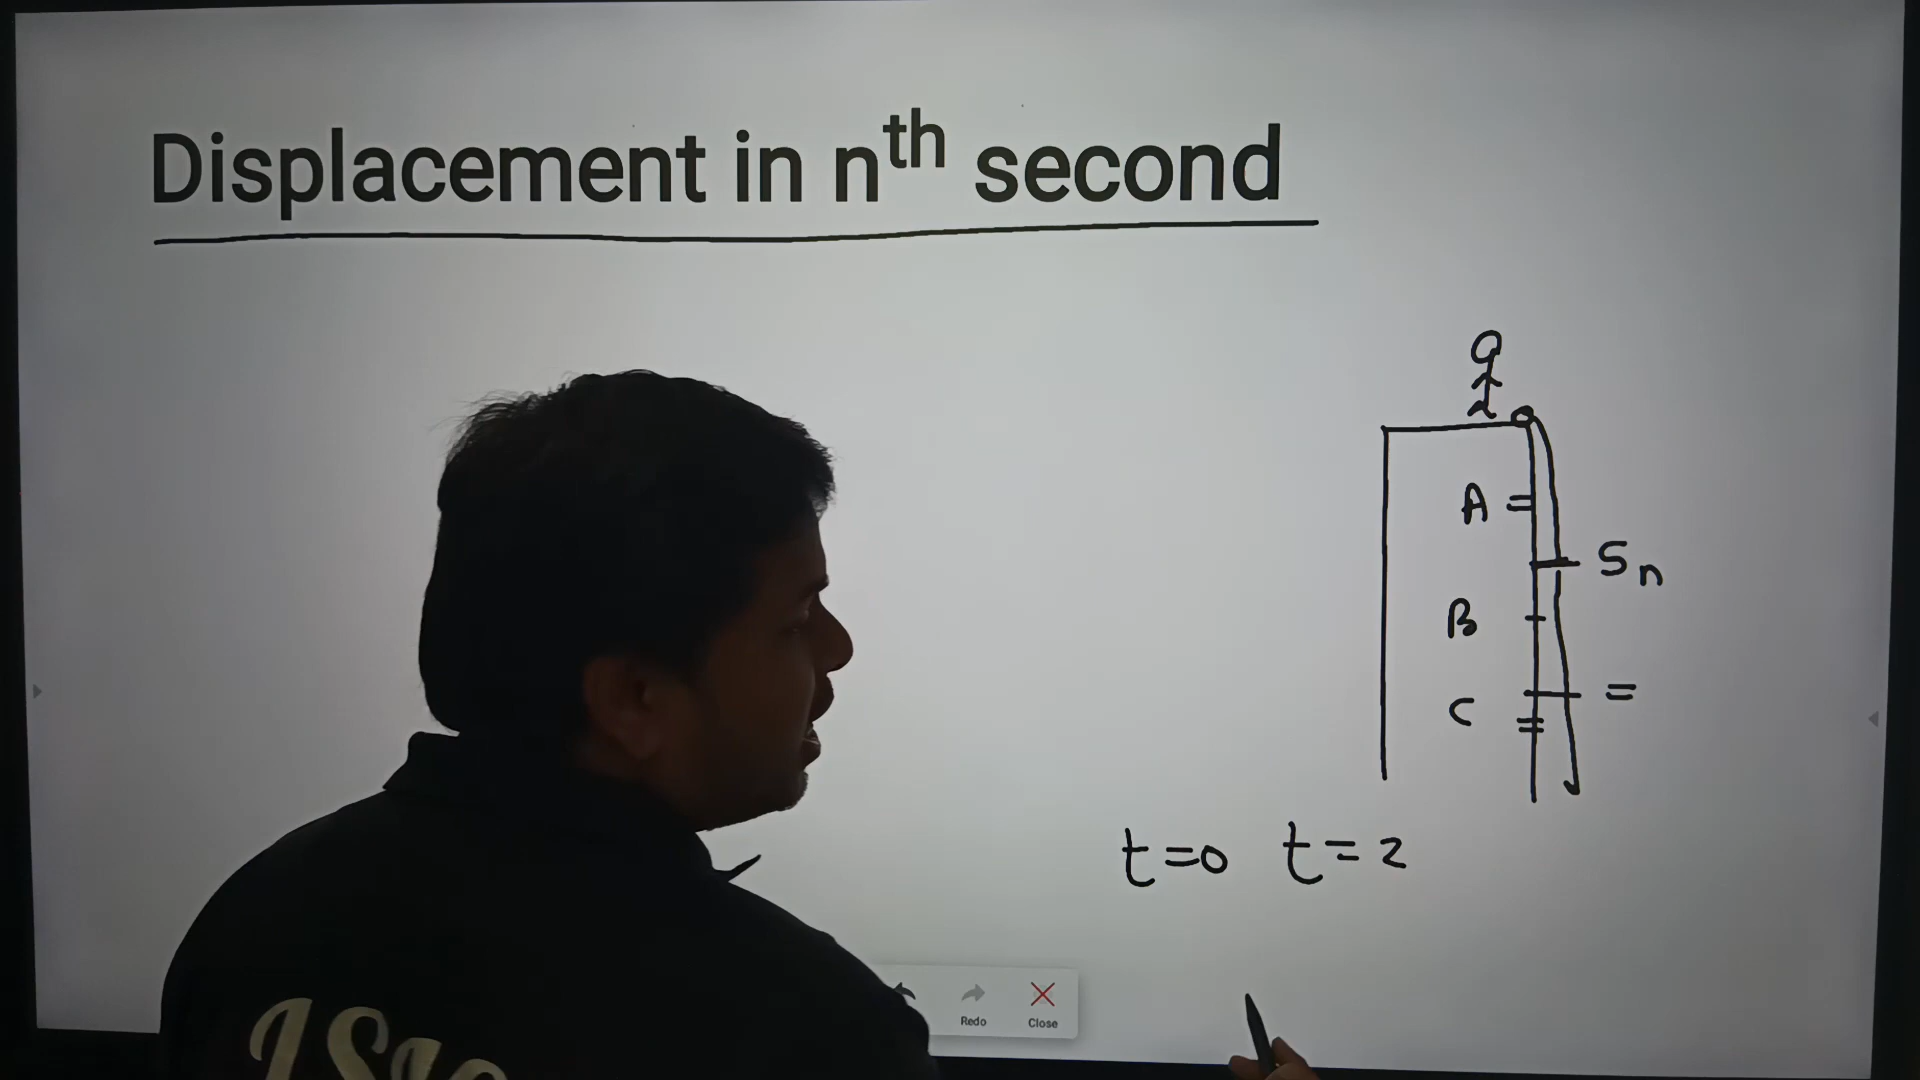 Displacement in nth second
A =
Sn
B
=
C
t=0 t=2
Redo Close